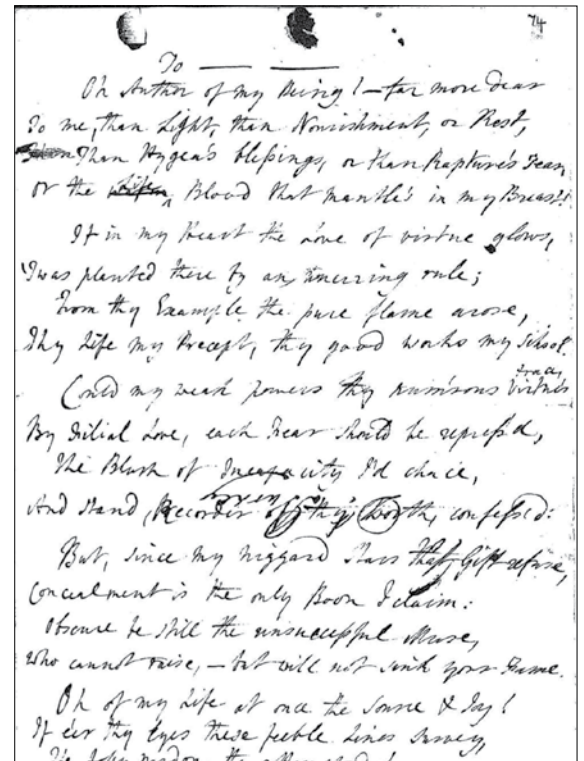 74
To
Oh Author of my Being! — far more dear
To me, than Light, than Nourishment, or Rest,
Than Hygea's blessings, or than Rapture's Tear,
Or the Blood that mantle's in my Breast!
If in my Heart the Love of virtue glows,
'Twas planted there by an unerring rule;
From thy Example the pure flame arose,
Thy Life my Precept, thy good works my School.
Could my weak powers thy num'rous Virtues trace,
By Filial Love, each Fear should be repress'd,
The Blush of Incapacity I'd chace,
And stand, Recorder of thy worth, confessed:
But, since my niggard Stars that Gift refuse,
Concealment is the only Boon I claim:
Obscure be still the unsuccessful Muse,
Who cannot raise, — but will not sink your Fame.
Oh of my Life at once the Source & Joy!
If e'er thy Eyes these feeble Lines survey,